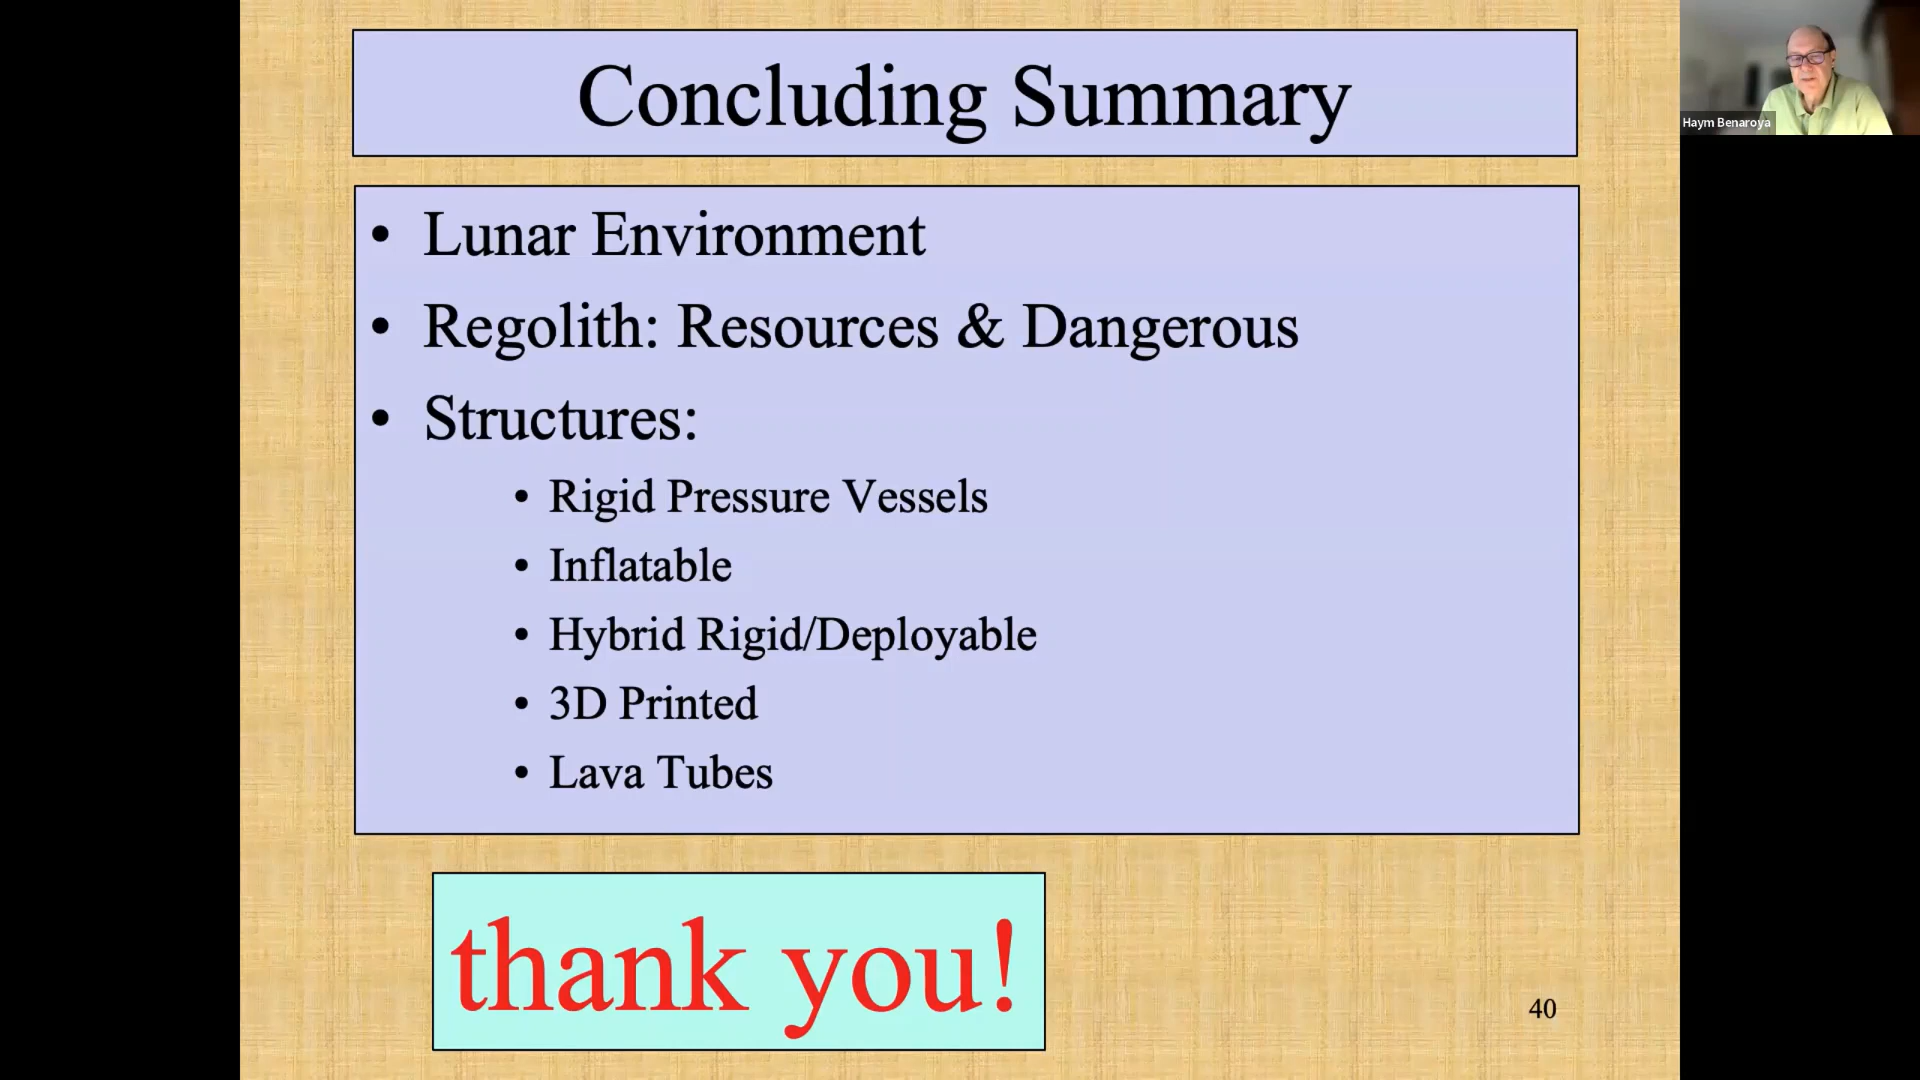 Concluding Summary
Haym Benaroya
• Lunar Environment
• Regolith: Resources & Dangerous
• Structures:
• Rigid Pressure Vessels
• Inflatable
• Hybrid Rigid/Deployable
• 3D Printed
• Lava Tubes
thank you!
40